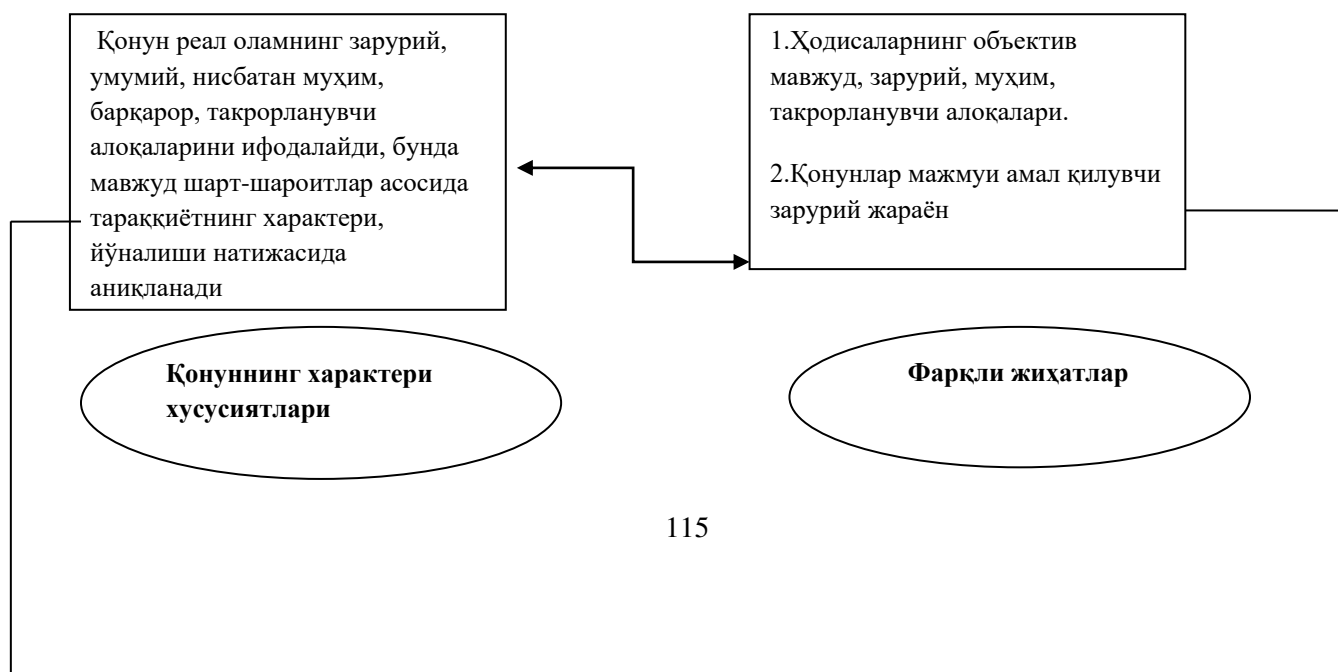 Қонун реал оламнинг зарурий,
умумий, нисбатан муҳим,
барқарор, такрорланувчи
алоқаларини ифодалайди, бунда
мавжуд шарт-шароитлар асосида
тараққиётнинг характери,
йўналиши натижасида
аниқланади
1.Ҳодисаларнинг объектив
мавжуд, зарурий, муҳим,
такрорланувчи алоқалари.
2.Қонунлар мажмуи амал қилувчи
зарурий жараён
Қонуннинг характери
хусусиятлари
Фарқли жиҳатлар
115